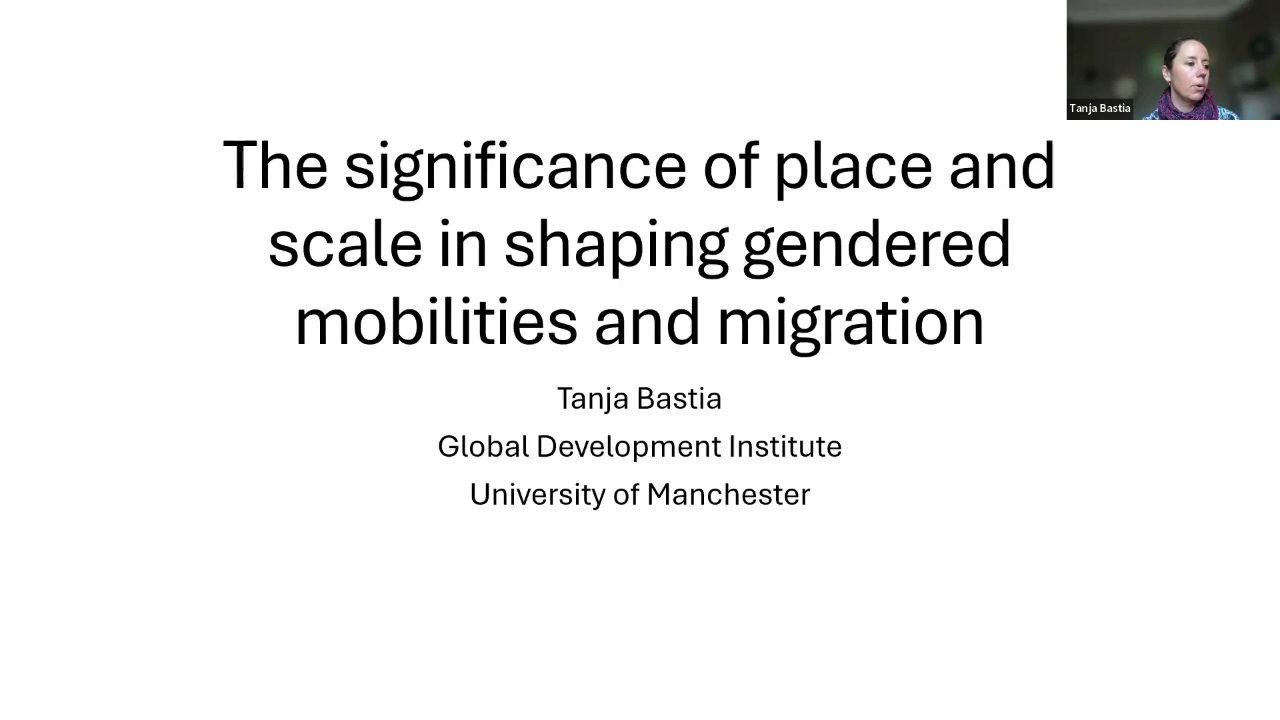 Tanja Bastia
The significance of place and
scale in shaping gendered
mobilities and migration
Tanja Bastia
Global Development Institute
University of Manchester